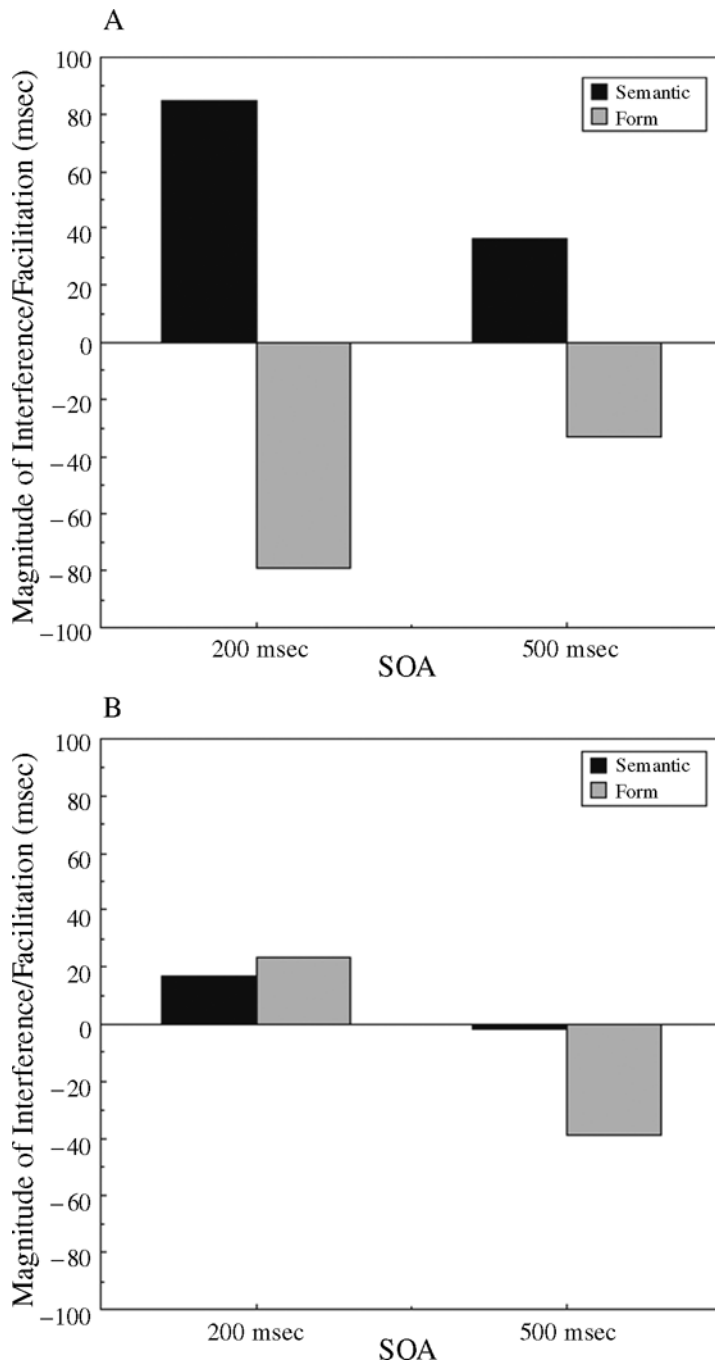 A
Magnitude of Interference/Facilitation (msec)
100
80
60
40
20
0
−20
−40
−60
−80
−100
Semantic
Form
200 msec
500 msec
SOA
B
Magnitude of Interference/Facilitation (msec)
100
80
60
40
20
0
−20
−40
−60
−80
−100
Semantic
Form
200 msec
500 msec
SOA